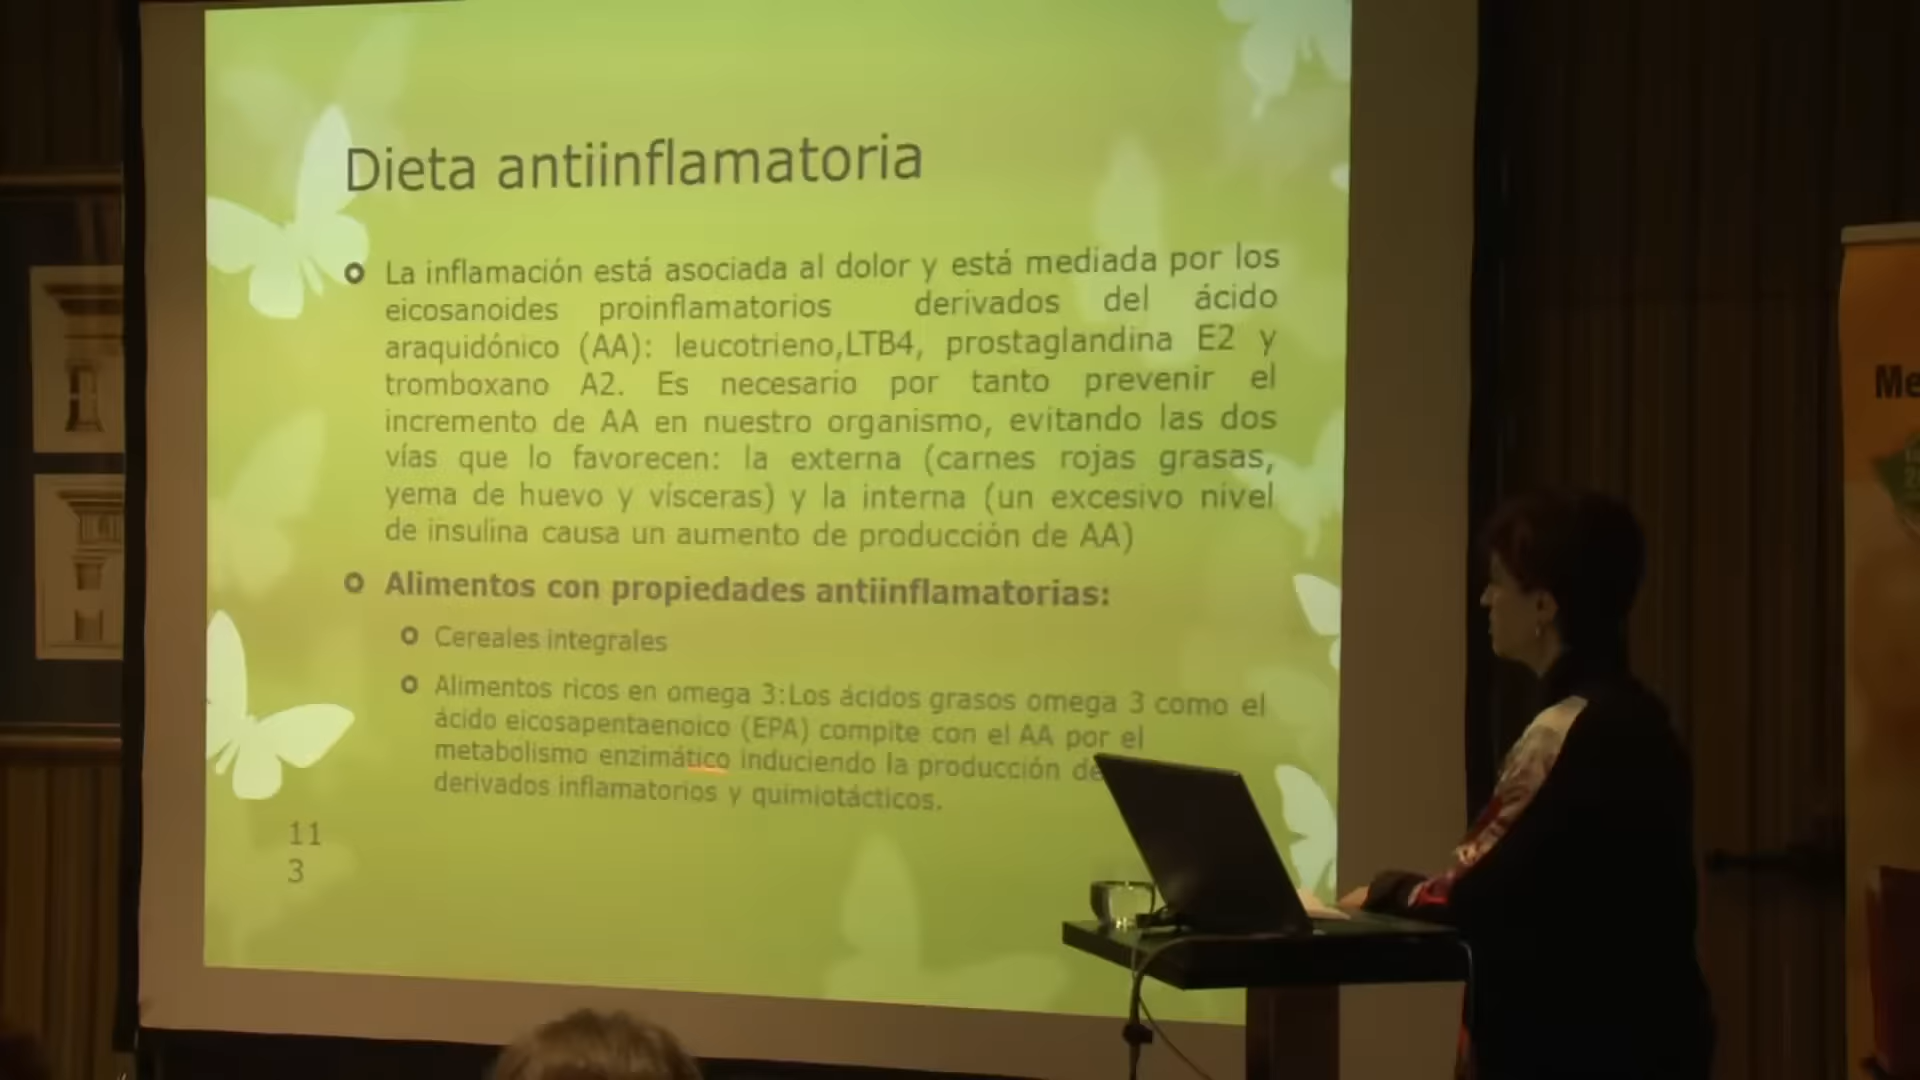 Dieta antiinflamatoria
La inflamación está asociada al dolor y está mediada por los
eicosanoides proinflamatorios derivados del ácido
araquidónico (AA): leucotrieno,LTB4, prostaglandina E2 y
tromboxano A2. Es necesario por tanto prevenir el
incremento de AA en nuestro organismo, evitando las dos
vías que lo favorecen: la externa (carnes rojas grasas,
yema de huevo y vísceras) y la interna (un excesivo nivel
de insulina causa un aumento de producción de AA)
Alimentos con propiedades antiinflamatorias:
Cereales integrales
Alimentos ricos en omega 3:Los ácidos grasos omega 3 como el
ácido eicosapentaenoico (EPA) compite con el AA por el
metabolismo enzimático induciendo la producción de
derivados inflamatorios y quimiotácticos.
11
3
Me